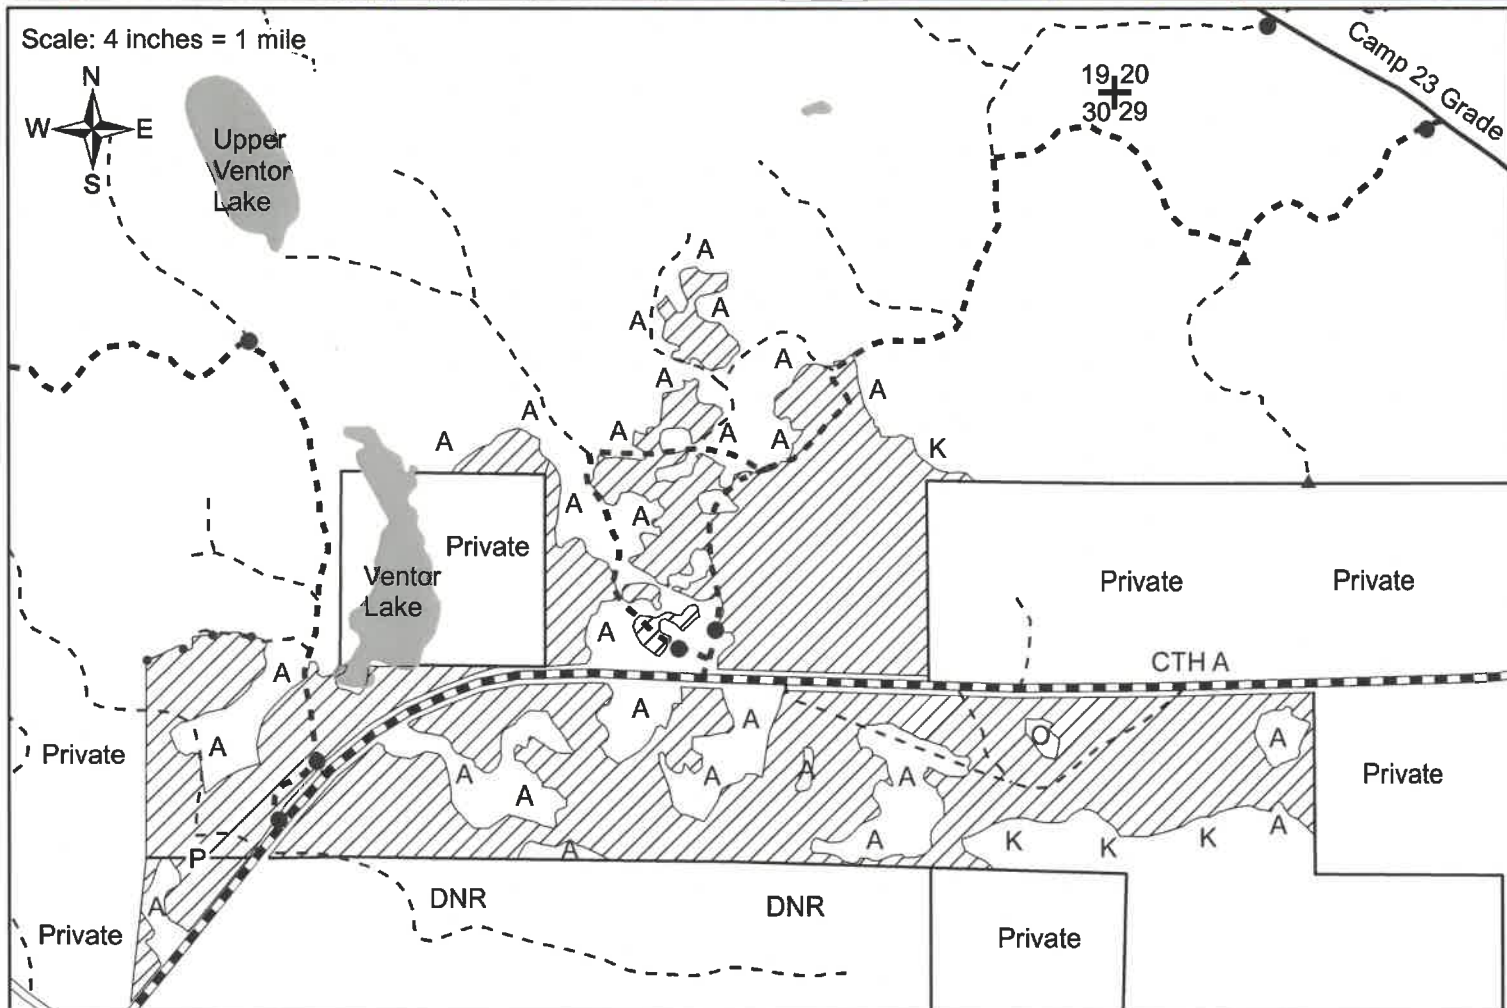 Scale: 4 inches = 1 mile
N
W E
S
Upper
Ventor
Lake
19 20
30 29
Camp 23 Grade
A
A
A
A
A
A
A
A
K
A
A
A
A
A
A
Private
Private
Private
Ventor
Lake
A
CTH A
A
A
A
O
A
A
Private
A
A
A
A
Private
A
A
K
K
K
A
P
A
A
DNR
DNR
Private
Private